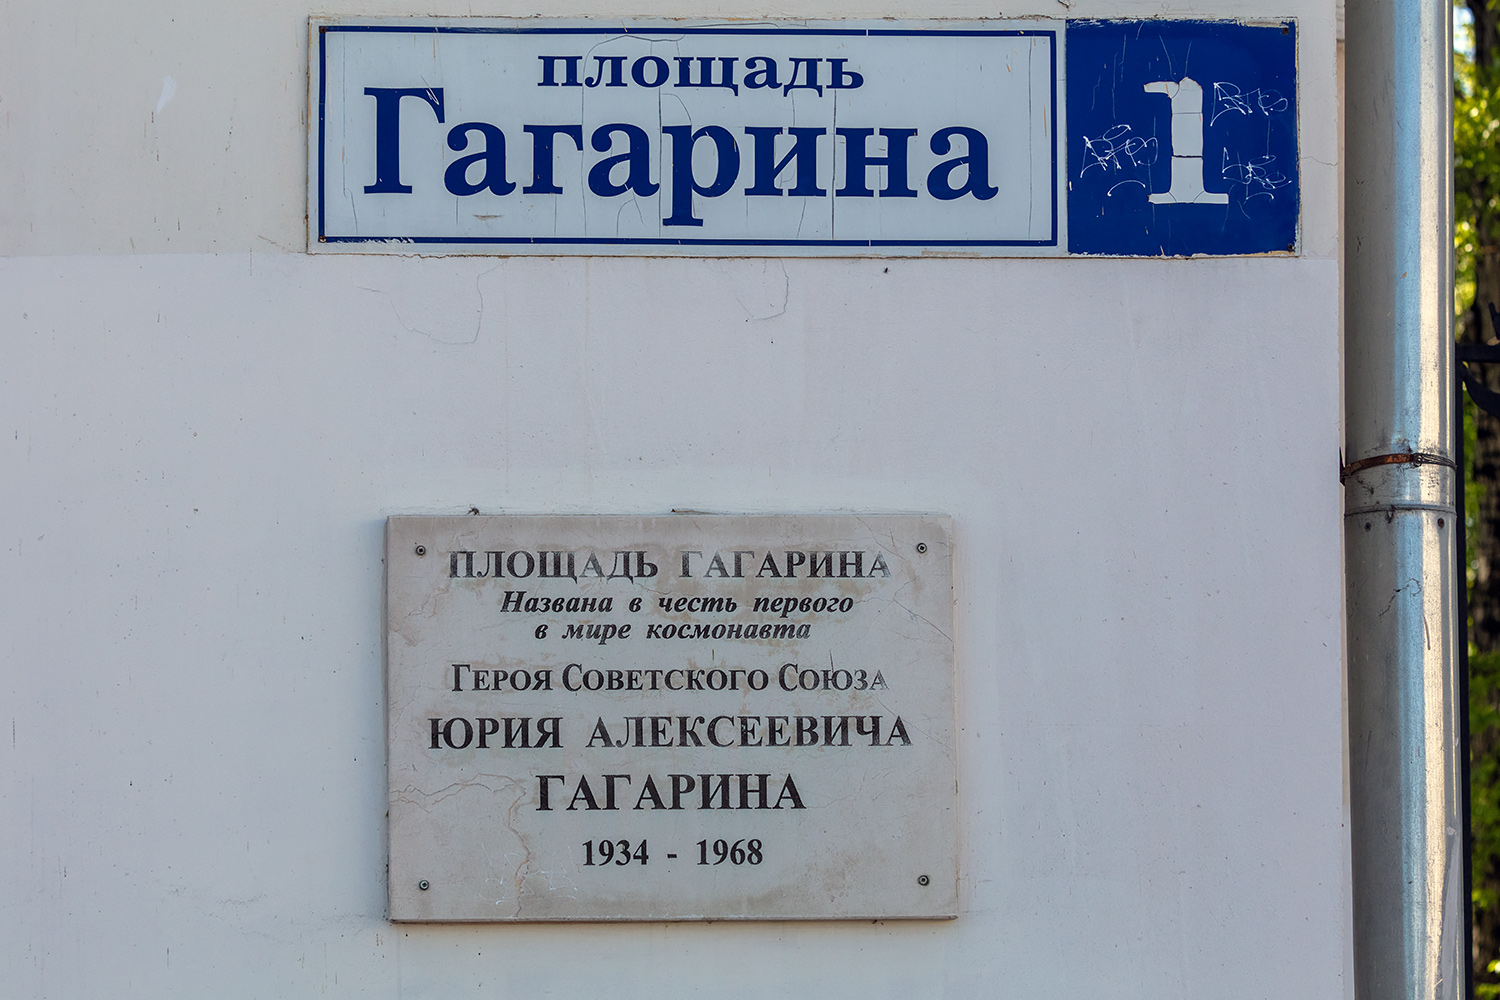 площадь
Гагарина
1
ПЛОЩАДЬ ГАГАРИНА
Названа в честь первого
в мире космонавта
ГЕРОЯ СОВЕТСКОГО СОЮЗА
ЮРИЯ АЛЕКСЕЕВИЧА
ГАГАРИНА
1934 - 1968